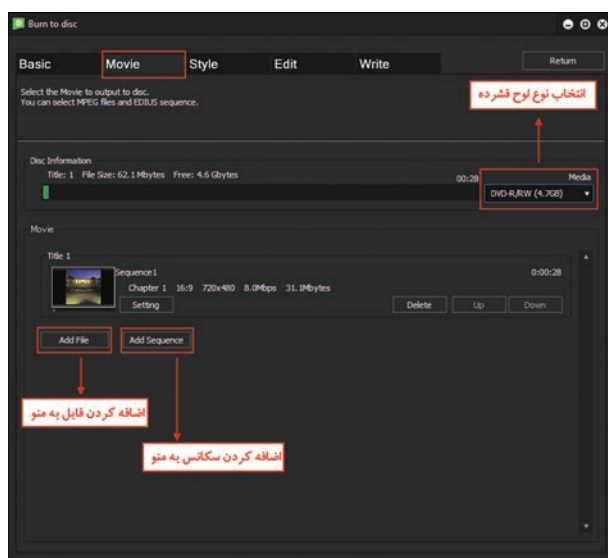 Burn to disc
Basic Movie Style Edit Write Return
Select the Movie to output to disc.
You can select MPEG files and EDIUS sequence.
انتخاب نوع لوح فشرده
Disc Information
Title: 1 File Size: 62.1 Mbytes Free: 4.6 Gbytes 00:28 Media
DVD-R/RW (4.7GB)
Movie
Title 1
Sequence1 0:00:28
Chapter 1 16:9 720x480 8.0Mbps 31.1Mbytes
Setting Delete Up Down
Add File Add Sequence
اضافه کردن فایل به منو
اضافه کردن سکانس به منو